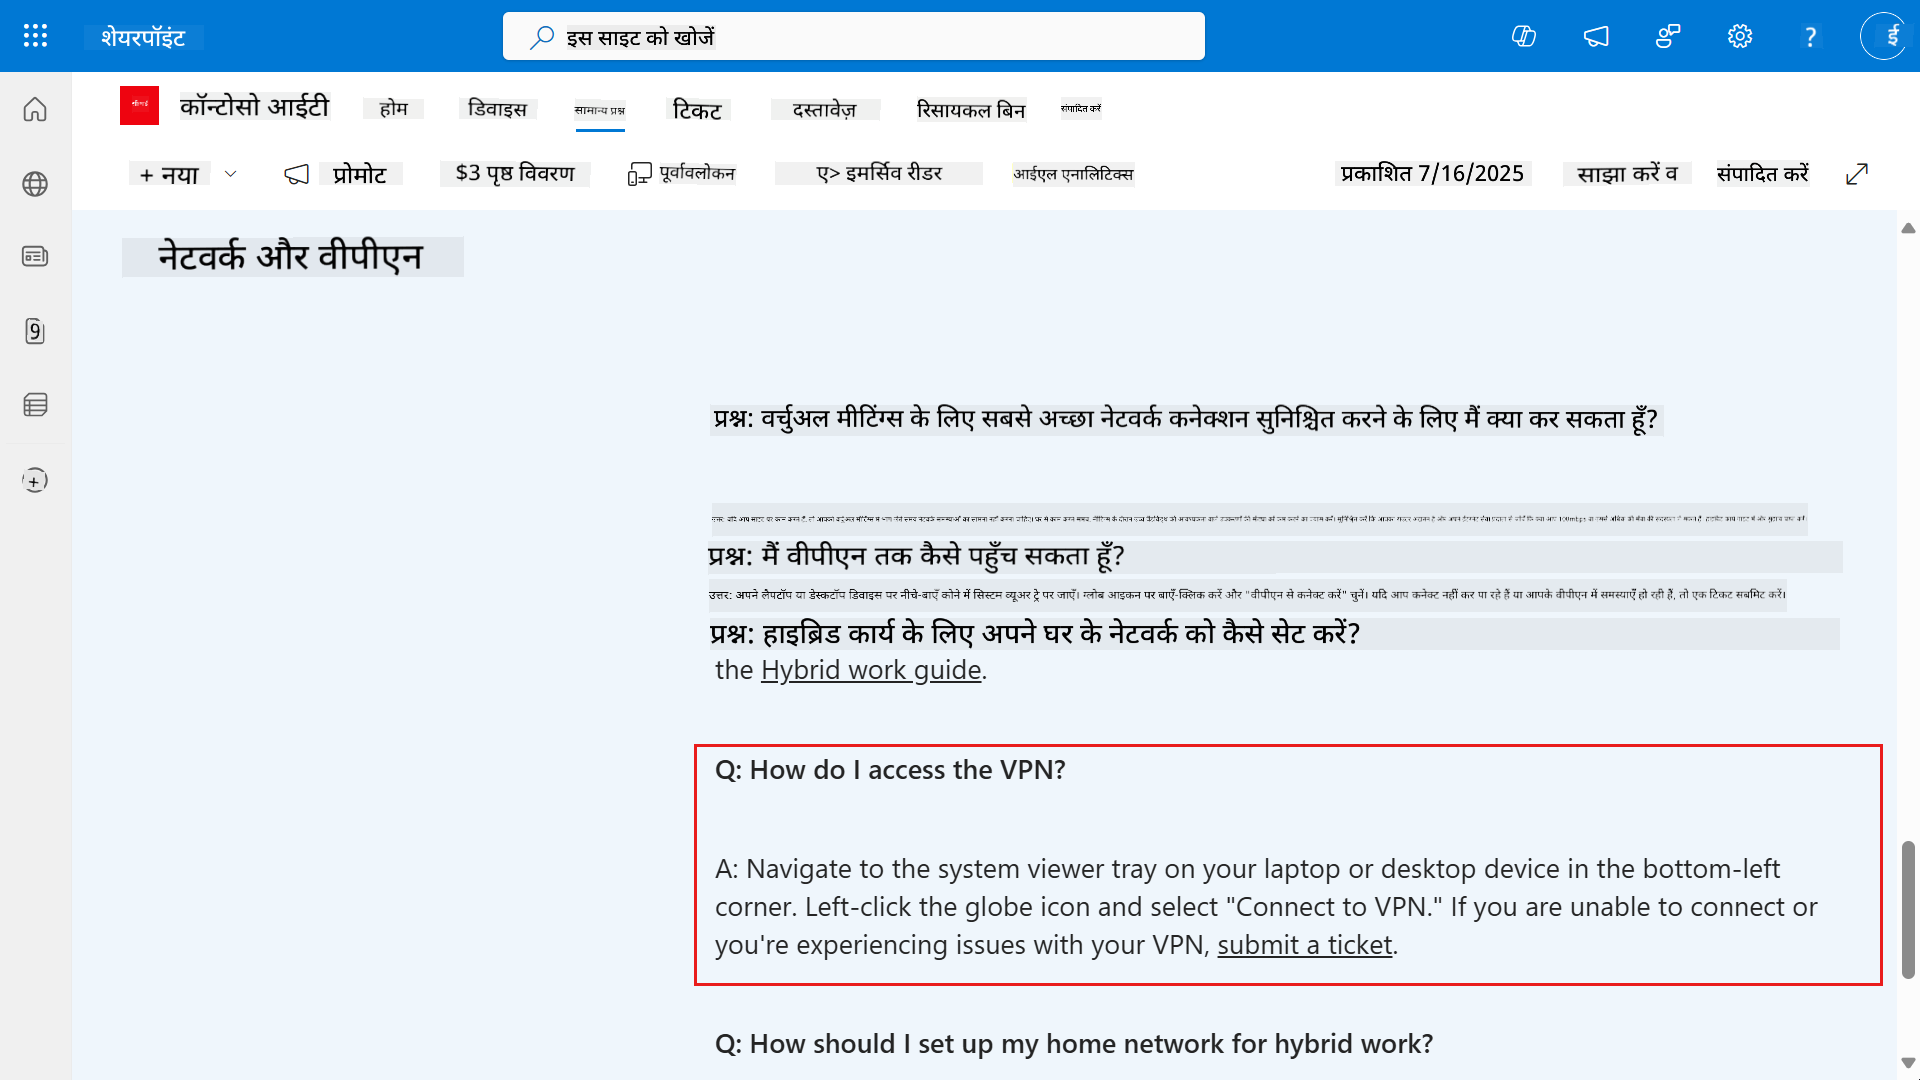 शेयरपॉइंट
इस साइट को खोजें
?
ई
कॉन्टोसो आईटी
होम
डिवाइस
सामान्य प्रश्न
टिकट
दस्तावेज़
रिसायकल बिन
संपादित करें
+ नया
प्रोमोट
$3 पृष्ठ विवरण
पूर्वावलोकन
ए> इमर्सिव रीडर
आईएल एनालिटिक्स
प्रकाशित 7/16/2025
साझा करें व
संपादित करें
नेटवर्क और वीपीएन
प्रश्न: वर्चुअल मीटिंग्स के लिए सबसे अच्छा नेटवर्क कनेक्शन सुनिश्चित करने के लिए मैं क्या कर सकता हूँ?
प्रश्न: मैं वीपीएन तक कैसे पहुँच सकता हूँ?
उत्तर: अपने लैपटॉप या डेस्कटॉप डिवाइस पर नीचे-बाएँ कोने में सिस्टम व्यूअर ट्रे पर जाएँ। ग्लोब आइकन पर बाएँ-क्लिक करें और "वीपीएन से कनेक्ट करें" चुनें। यदि आप कनेक्ट नहीं कर पा रहे हैं या आपके वीपीएन में समस्याएँ हो रही हैं, तो एक टिकट सबमिट करें।
प्रश्न: हाइब्रिड कार्य के लिए अपने घर के नेटवर्क को कैसे सेट करें?
the Hybrid work guide.
Q: How do I access the VPN?
A: Navigate to the system viewer tray on your laptop or desktop device in the bottom-left
corner. Left-click the globe icon and select "Connect to VPN." If you are unable to connect or
you're experiencing issues with your VPN, submit a ticket.
Q: How should I set up my home network for hybrid work?